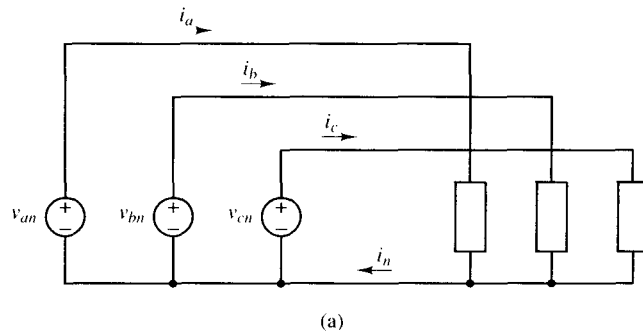 i_a
i_b
i_c
v_an + v_bn + v_cn +
− − −
i_n
(a)